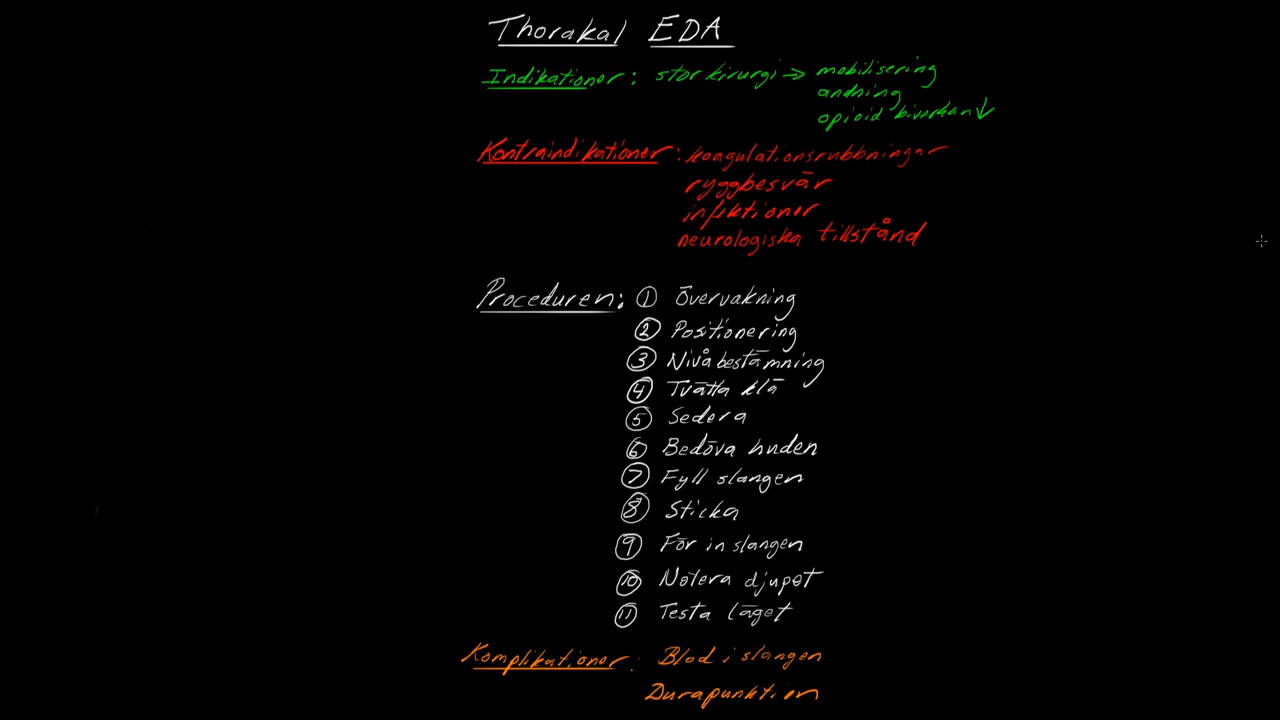 Thorakal EDA
Indikationer: stor kirurgi → mobilisering
andning
opioid biverkan ↓
Kontraindikationer: koagulationsrubbningar
ryggbesvär
infektioner
neurologiska tillstånd
Proceduren: ① Övervakning
② Positionering
③ Nivåbestämning
④ Tvätta klä
⑤ Sedera
⑥ Bedöva huden
⑦ Fyll slangen
⑧ Sticka
⑨ För in slangen
⑩ Notera djupet
⑪ Testa läget
Komplikationer: Blod i slangen
Durapunktion